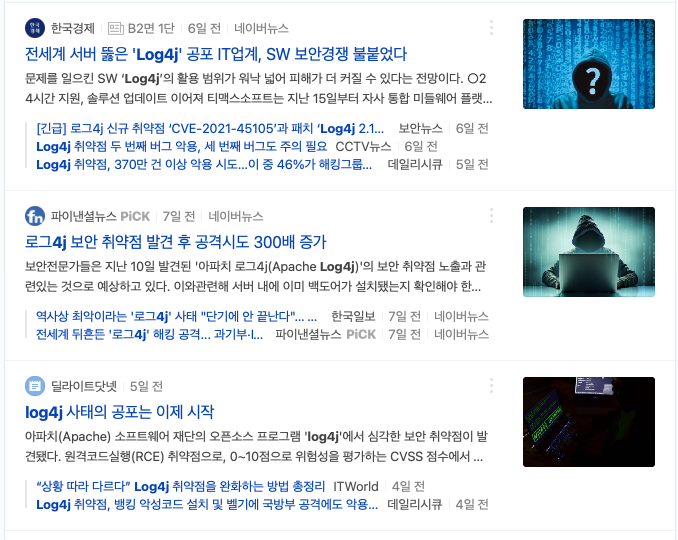 한국경제 B2면 1단 6일 전 네이버뉴스
전세계 서버 뚫은 'Log4j' 공포 IT업계, SW 보안경쟁 불붙었다
문제를 일으킨 SW ‘Log4j’의 활용 범위가 워낙 넓어 피해가 더 커질 수 있다는 전망이다. ○2
4시간 지원, 솔루션 업데이트 이어져 티맥스소프트는 지난 15일부터 자사 통합 미들웨어 플랫...
[긴급] 로그4j 신규 취약점 ‘CVE-2021-45105’과 패치 ‘Log4j 2.1... 보안뉴스 6일 전
Log4j 취약점 두 번째 버그 악용, 세 번째 버그도 주의 필요 CCTV뉴스 6일 전
Log4j 취약점, 370만 건 이상 악용 시도...이 중 46%가 해킹그룹... 데일리시큐 5일 전
파이낸셜뉴스 PiCK 7일 전 네이버뉴스
로그4j 보안 취약점 발견 후 공격시도 300배 증가
보안전문가들은 지난 10일 발견된 '아파치 로그4j(Apache Log4j)'의 보안 취약점 노출과 관
련있는 것으로 예상하고 있다. 이와관련해 서버 내에 이미 백도어가 설치됐는지 확인해야 한...
역사상 최악이라는 '로그4j' 사태 "단기에 안 끝난다"... ... 한국일보 7일 전 네이버뉴스
전세계 뒤흔든 '로그4j' 해킹 공격... 과기부·I... 파이낸셜뉴스 PiCK 7일 전 네이버뉴스
딜라이트닷넷 5일 전
log4j 사태의 공포는 이제 시작
아파치(Apache) 소프트웨어 재단의 오픈소스 프로그램 'log4j'에서 심각한 보안 취약점이 발
견됐다. 원격코드실행(RCE) 취약점으로, 0~10점으로 위험성을 평가하는 CVSS 점수에서 ...
“상황 따라 다르다” Log4j 취약점을 완화하는 방법 총정리 ITWorld 4일 전
Log4j 취약점, 뱅킹 악성코드 설치 및 벨기에 국방부 공격에도 악용... 데일리시큐 4일 전